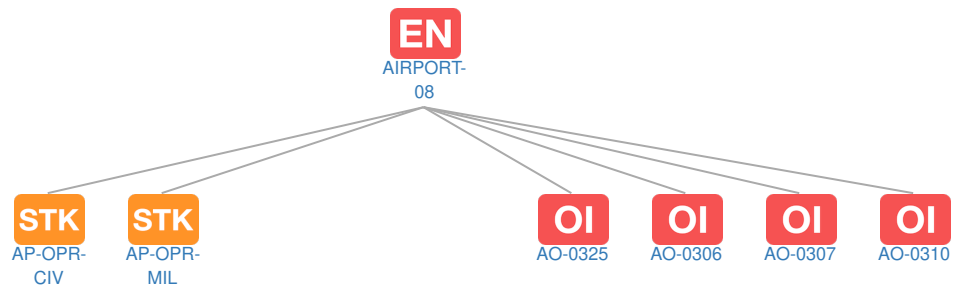 EN
AIRPORT-
08
STK
AP-OPR-
CIV
STK
AP-OPR-
MIL
OI
AO-0325
OI
AO-0306
OI
AO-0307
OI
AO-0310